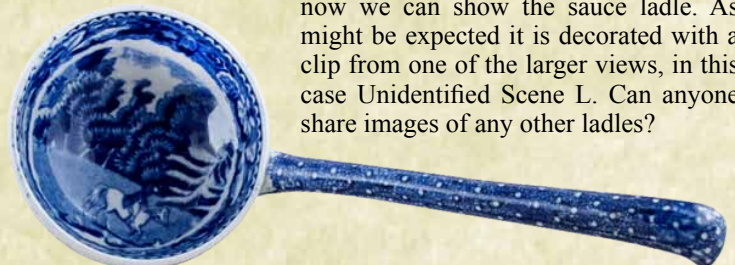 now we can show the sauce ladle. As
might be expected it is decorated with a
clip from one of the larger views, in this
case Unidentified Scene L. Can anyone
share images of any other ladles?